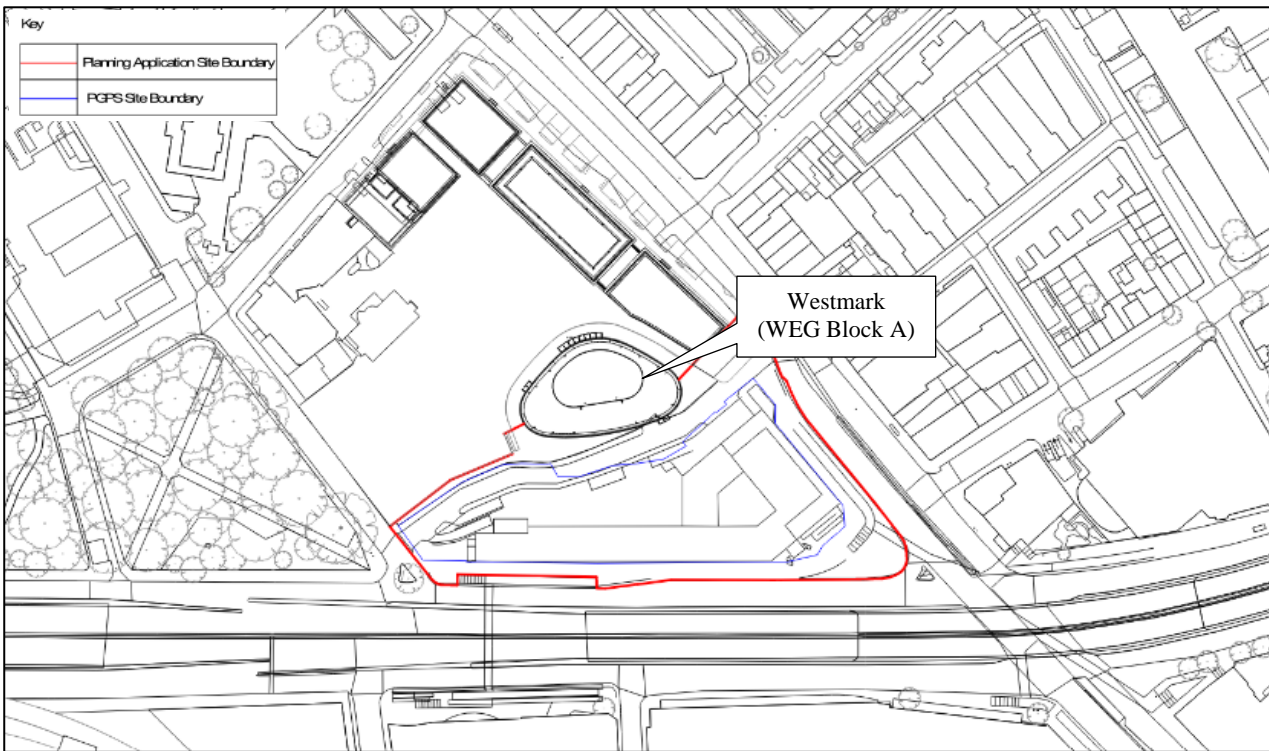 Key
Planning Application Site Boundary
PGPS Site Boundary
Westmark
(WEG Block A)